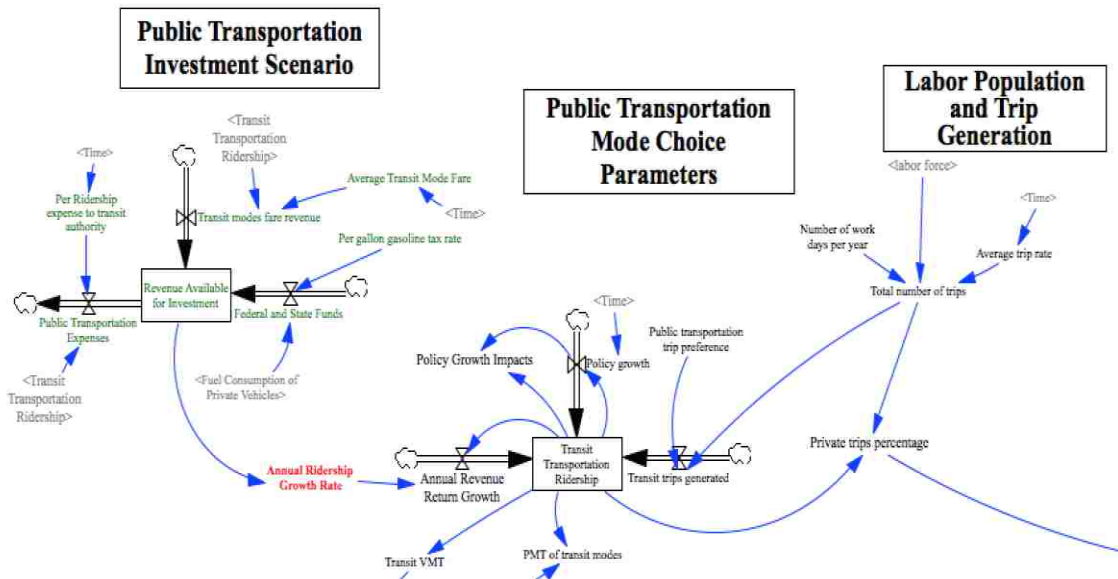 Public Transportation
Investment Scenario
Public Transportation
Mode Choice
Parameters
Labor Population
and Trip
Generation
<Transit
Transportation
Ridership>
<Time>
Per Ridership
expense to transit
authority
Average Transit Mode Fare
Transit modes fare revenue
<Time>
Per gallon gasoline tax rate
Revenue Available
for Investment
Public Transportation
Expenses
Federal and State Funds
<Transit
Transportation
Ridership>
<Fuel Consumption of
Private Vehicles>
<labor force>
<Time>
Number of work
days per year
Average trip rate
Total number of trips
<Time>
Public transportation
trip preference
Policy Growth Impacts
Policy growth
Transit
Transportation
Ridership
Private trips percentage
Annual Ridership
Growth Rate
Annual Revenue
Return Growth
Transit trips generated
Transit VMT
PMT of transit modes